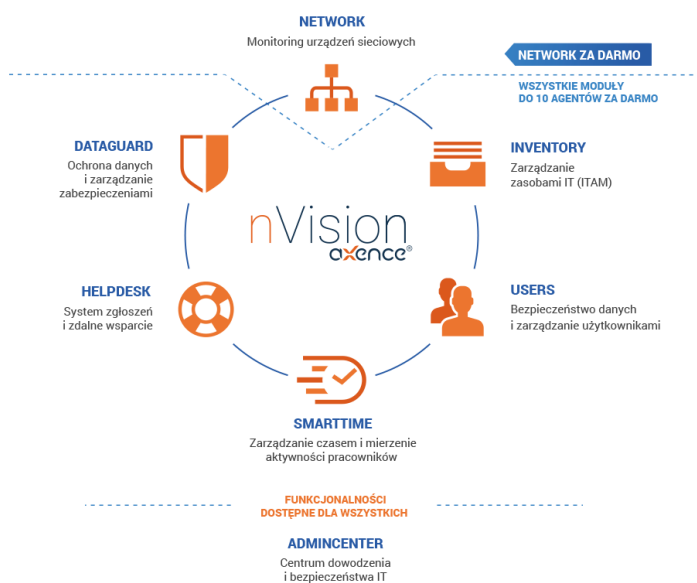 NETWORK
Monitoring urządzeń sieciowych
NETWORK ZA DARMO
WSZYSTKIE MODUŁY
DO 10 AGENTÓW ZA DARMO
DATAGUARD
Ochrona danych
i zarządzanie
zabezpieczeniami
INVENTORY
Zarządzanie
zasobami IT (ITAM)
nVision
axence®
HELPDESK
System zgłoszeń
i zdalne wsparcie
USERS
Bezpieczeństwo danych
i zarządzanie użytkownikami
SMARTTIME
Zarządzanie czasem i mierzenie
aktywności pracowników
FUNKCJONALNOŚCI
DOSTĘPNE DLA WSZYSTKICH
ADMINCENTER
Centrum dowodzenia
i bezpieczeństwa IT